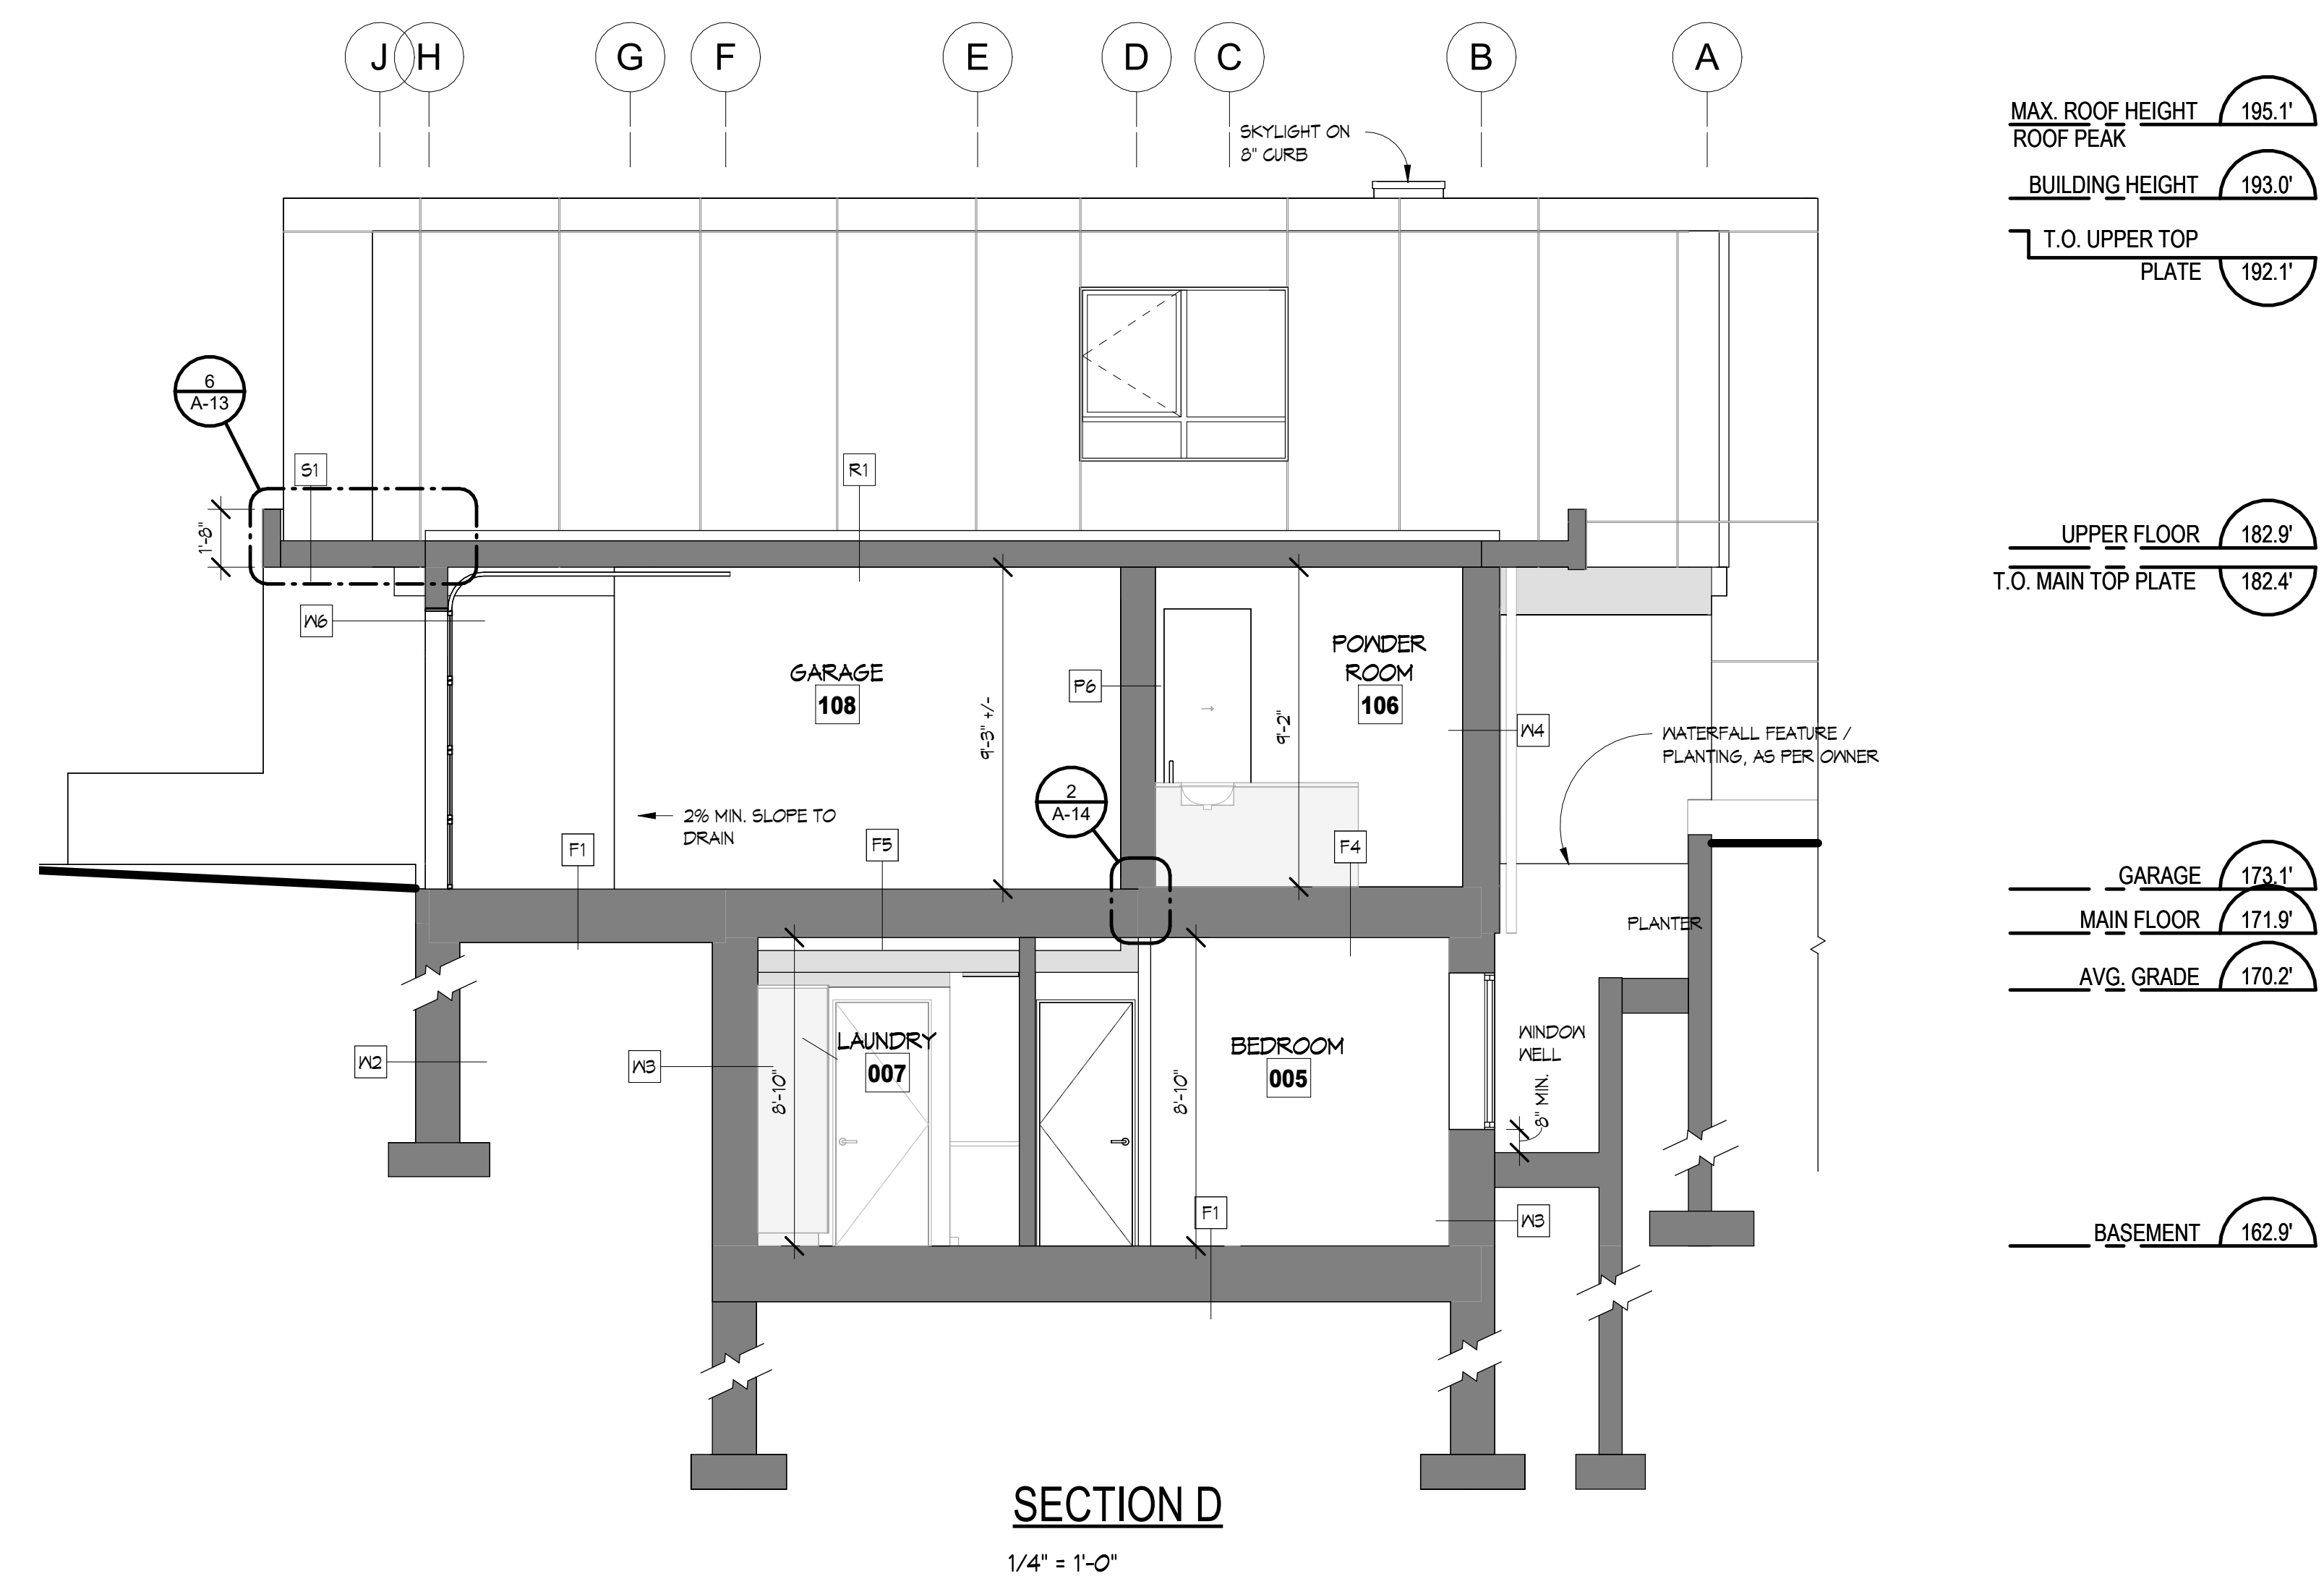 J
H
G
F
E
D
C
B
A
SKYLIGHT ON
8" CURB
MAX. ROOF HEIGHT 195.1'
ROOF PEAK
BUILDING HEIGHT 193.0'
T.O. UPPER TOP
PLATE 192.1'
6
A-13
S1
R1
1'-8"
UPPER FLOOR 182.9'
T.O. MAIN TOP PLATE 182.4'
W6
GARAGE
108
9'-3" +/-
P6
POWDER
ROOM
106
9'-2"
W4
WATERFALL FEATURE /
PLANTING, AS PER OWNER
2
A-14
2% MIN. SLOPE TO
DRAIN
F1
F5
F4
GARAGE 173.1'
MAIN FLOOR 171.9'
PLANTER
AVG. GRADE 170.2'
W2
W3
8'-10"
LAUNDRY
007
BEDROOM
005
8'-10"
WINDOW
WELL
8" MIN.
F1
W3
BASEMENT 162.9'
SECTION D
1/4" = 1'-0"